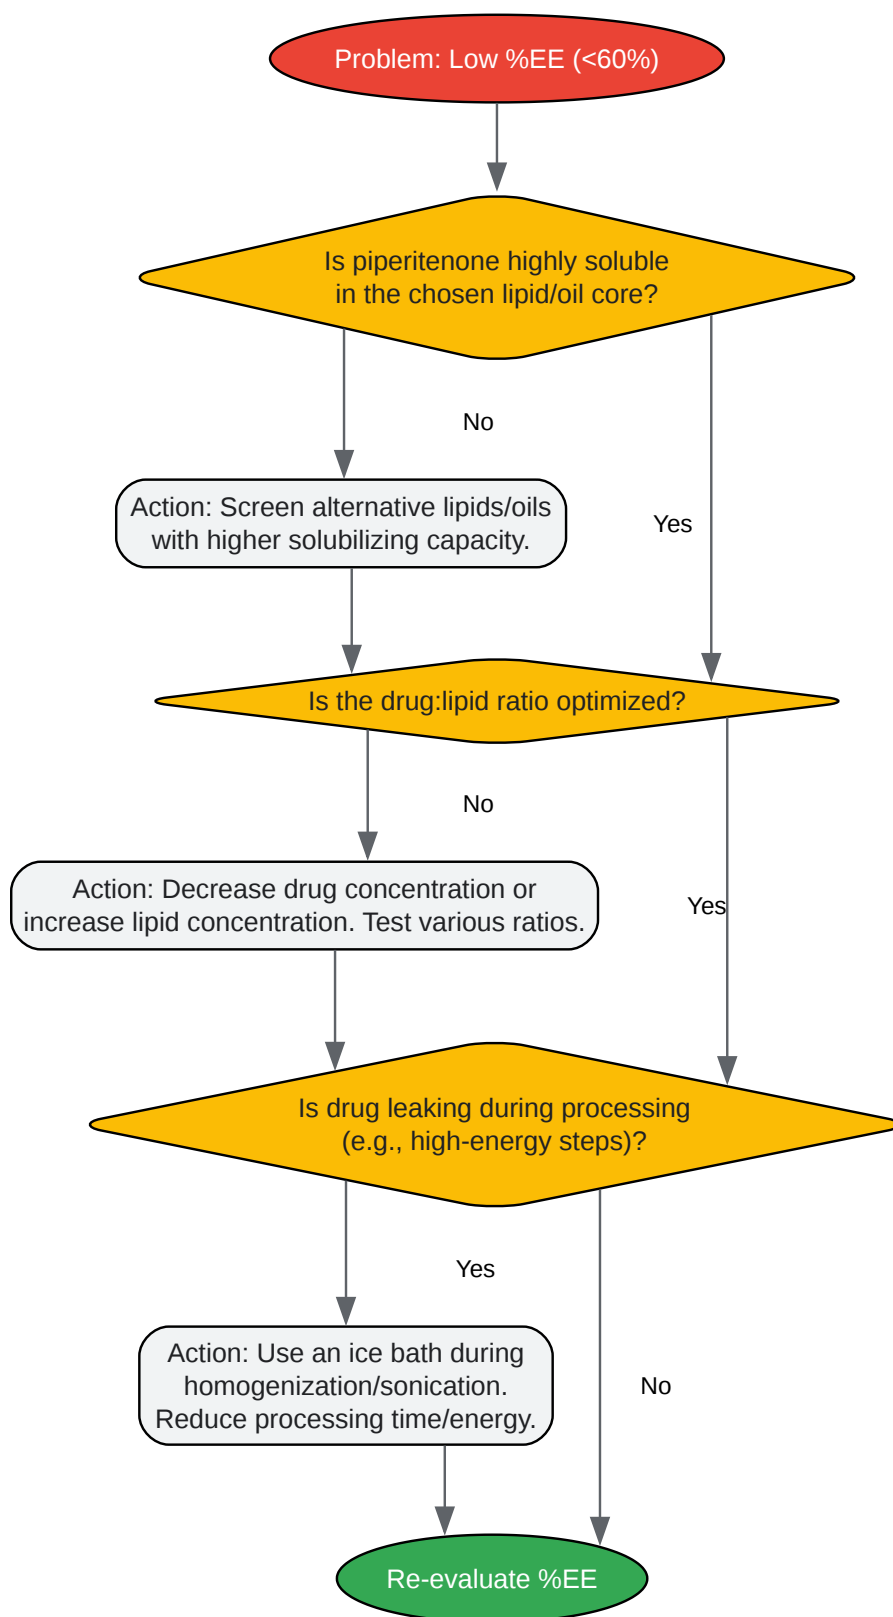 Problem: Low %EE (<60%)
Is piperitenone highly soluble
in the chosen lipid/oil core?
No
Action: Screen alternative lipids/oils
with higher solubilizing capacity.
Yes
Is the drug:lipid ratio optimized?
No
Action: Decrease drug concentration or
increase lipid concentration. Test various ratios.
Yes
Is drug leaking during processing
(e.g., high-energy steps)?
Yes
Action: Use an ice bath during
homogenization/sonication.
Reduce processing time/energy.
No
Re-evaluate %EE